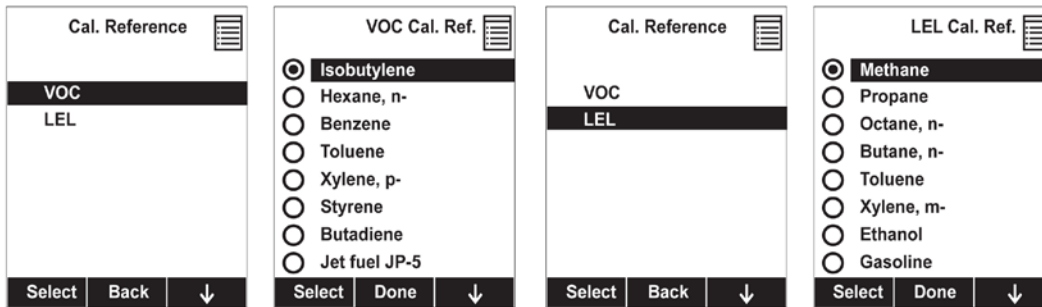 Cal. Reference
VOC
LEL
Select Back ↓
VOC Cal. Ref.
Isobutylene
Hexane, n-
Benzene
Toluene
Xylene, p-
Styrene
Butadiene
Jet fuel JP-5
Select Done ↓
Cal. Reference
VOC
LEL
Select Back ↓
LEL Cal. Ref.
Methane
Propane
Octane, n-
Butane, n-
Toluene
Xylene, m-
Ethanol
Gasoline
Select Done ↓